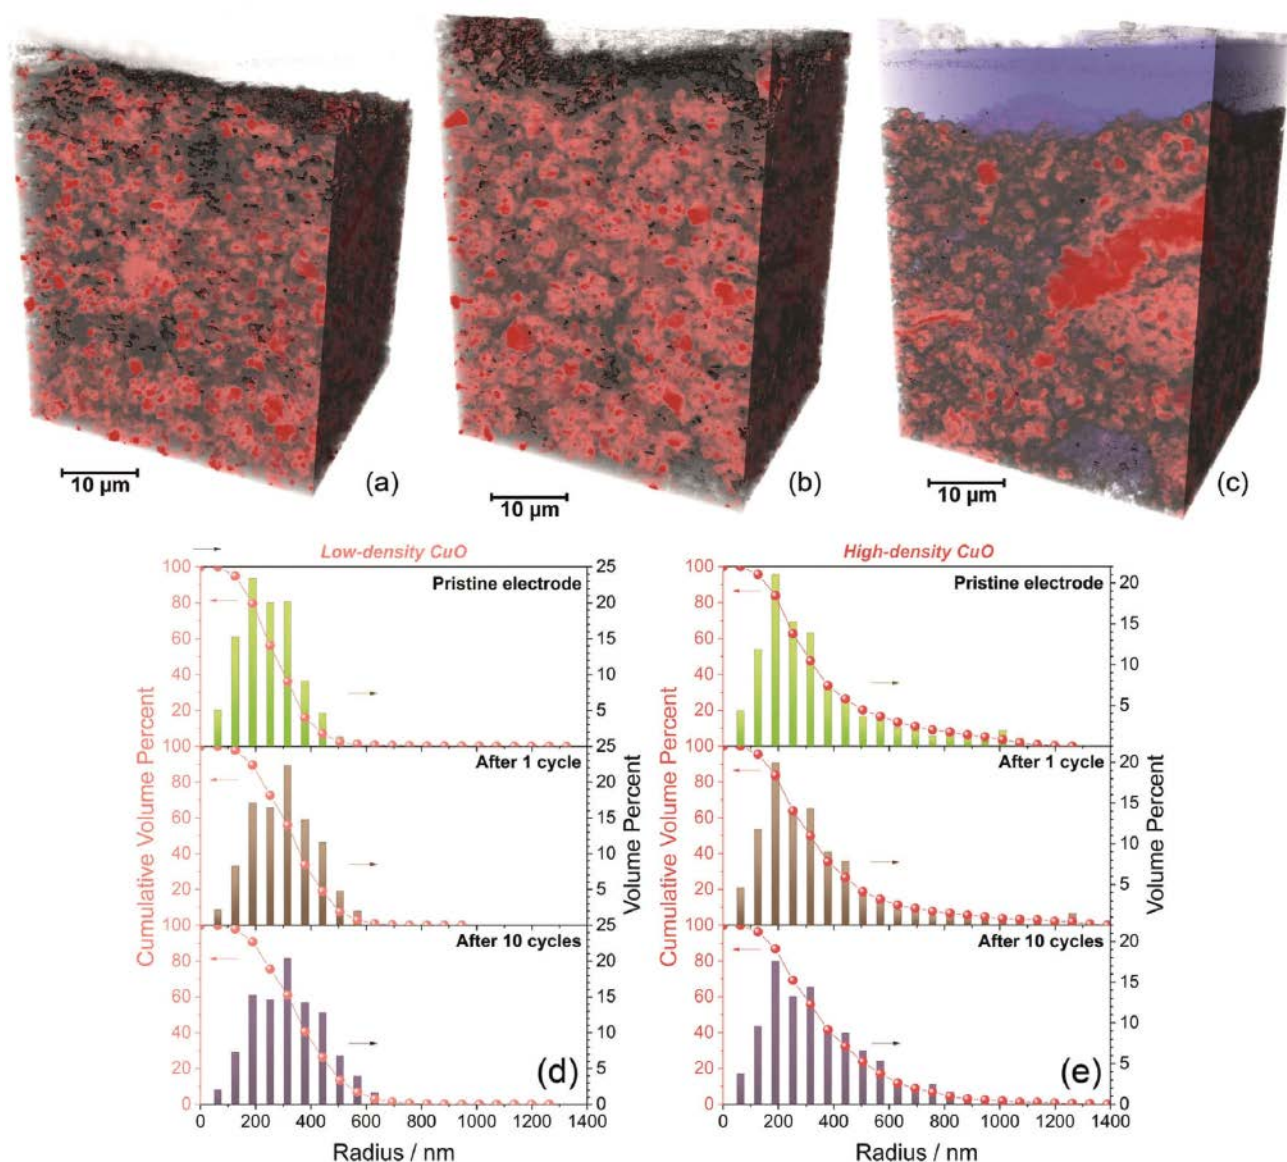 10 µm
(a)
10 µm
(b)
10 µm
(c)
Low-density CuO
High-density CuO
Pristine electrode
Pristine electrode
After 1 cycle
After 1 cycle
After 10 cycles
After 10 cycles
(d)
(e)
Cumulative Volume Percent
Volume Percent
Cumulative Volume Percent
Volume Percent
100
80
60
40
20
100
80
60
40
20
100
80
60
40
20
0
25
20
15
10
5
25
20
15
10
5
25
20
15
10
5
0
0 200 400 600 800 1000 1200 1400
Radius / nm
100
80
60
40
20
100
80
60
40
20
100
80
60
40
20
0
20
15
10
5
20
15
10
5
20
15
10
5
0
0 200 400 600 800 1000 1200 1400
Radius / nm